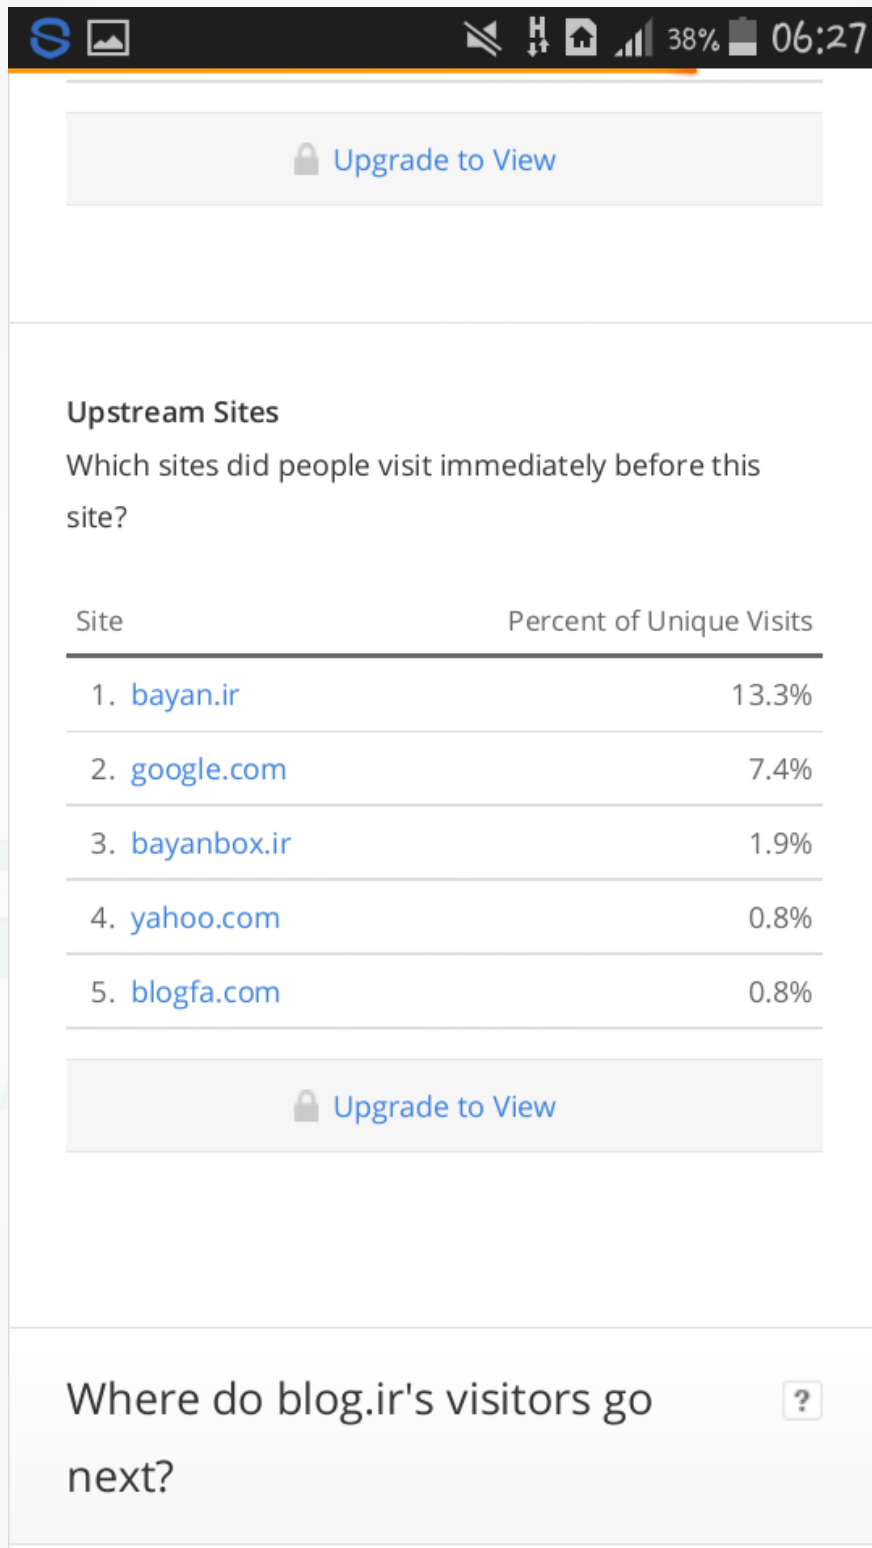 38% 06:27
Upgrade to View
Upstream Sites
Which sites did people visit immediately before this
site?
Site Percent of Unique Visits
1. bayan.ir 13.3%
2. google.com 7.4%
3. bayanbox.ir 1.9%
4. yahoo.com 0.8%
5. blogfa.com 0.8%
Upgrade to View
Where do blog.ir's visitors go ?
next?